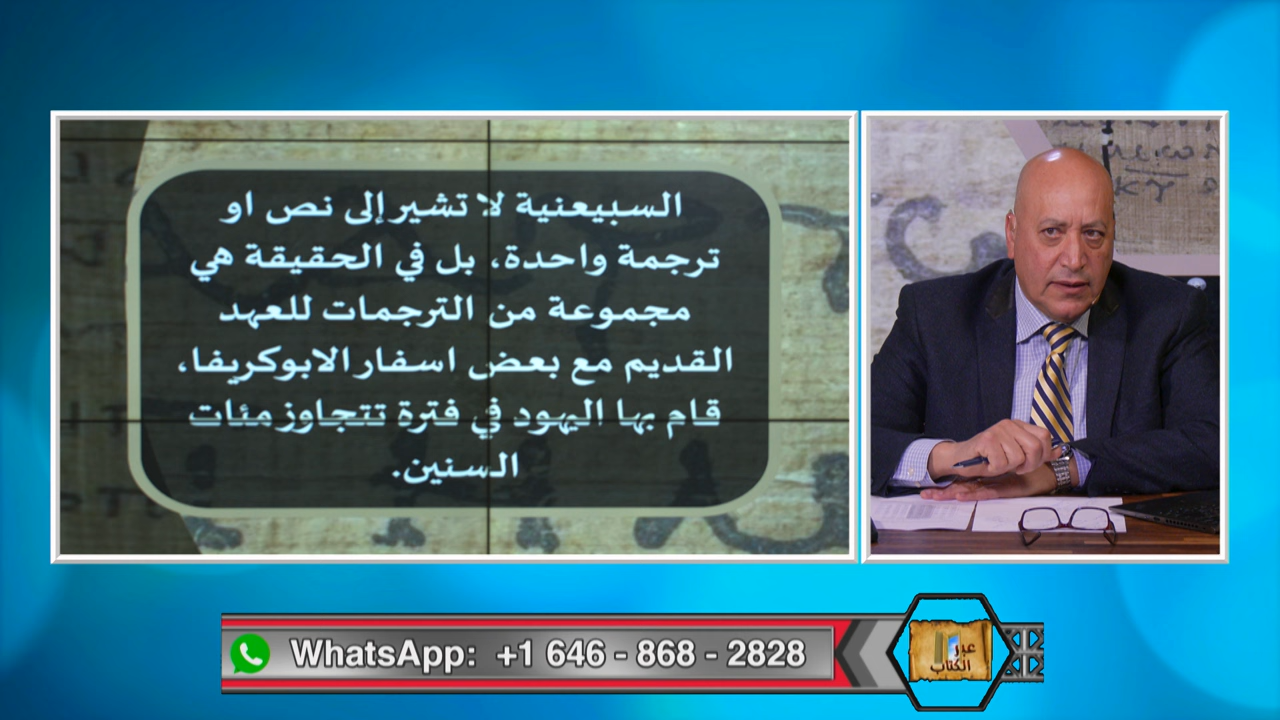 السبيعنية لا تشير إلى نص او
ترجمة واحدة، بل في الحقيقة هي
مجموعة من الترجمات للعهد
القديم مع بعض اسفار الابوكريفا،
قام بها اليهود في فترة تتجاوز مئات
السنين.
WhatsApp: +1 646 - 868 - 2828
عبر
الكتاب